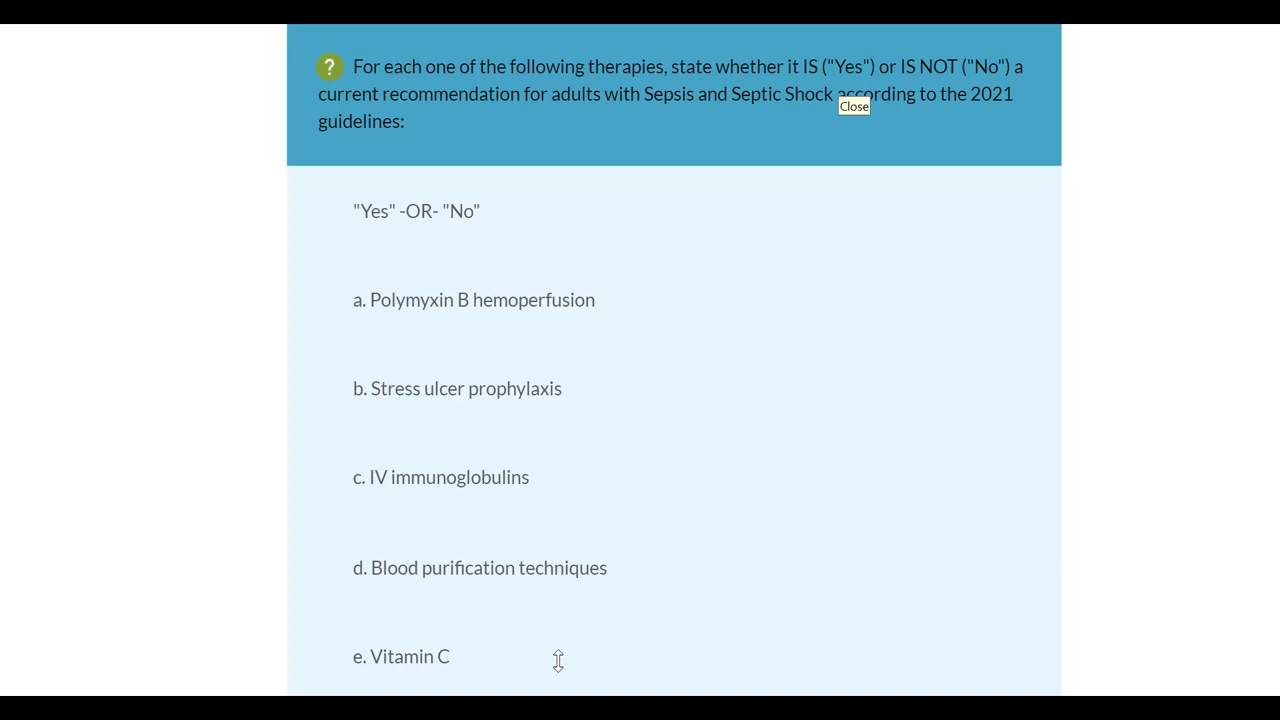 ? For each one of the following therapies, state whether it IS ("Yes") or IS NOT ("No") a
current recommendation for adults with Sepsis and Septic Shock according to the 2021
Close
guidelines:
"Yes" -OR- "No"
a. Polymyxin B hemoperfusion
b. Stress ulcer prophylaxis
c. IV immunoglobulins
d. Blood purification techniques
e. Vitamin C